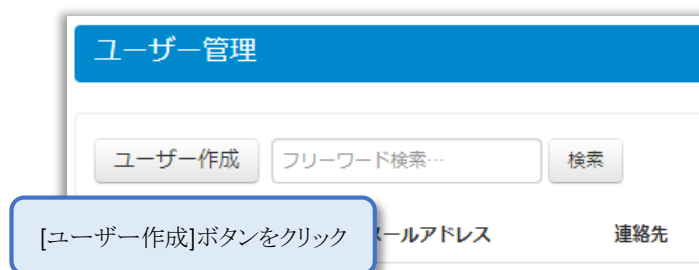 ユーザー管理
ユーザー作成 フリーワード検索… 検索
[ユーザー作成]ボタンをクリック ールアドレス 連絡先